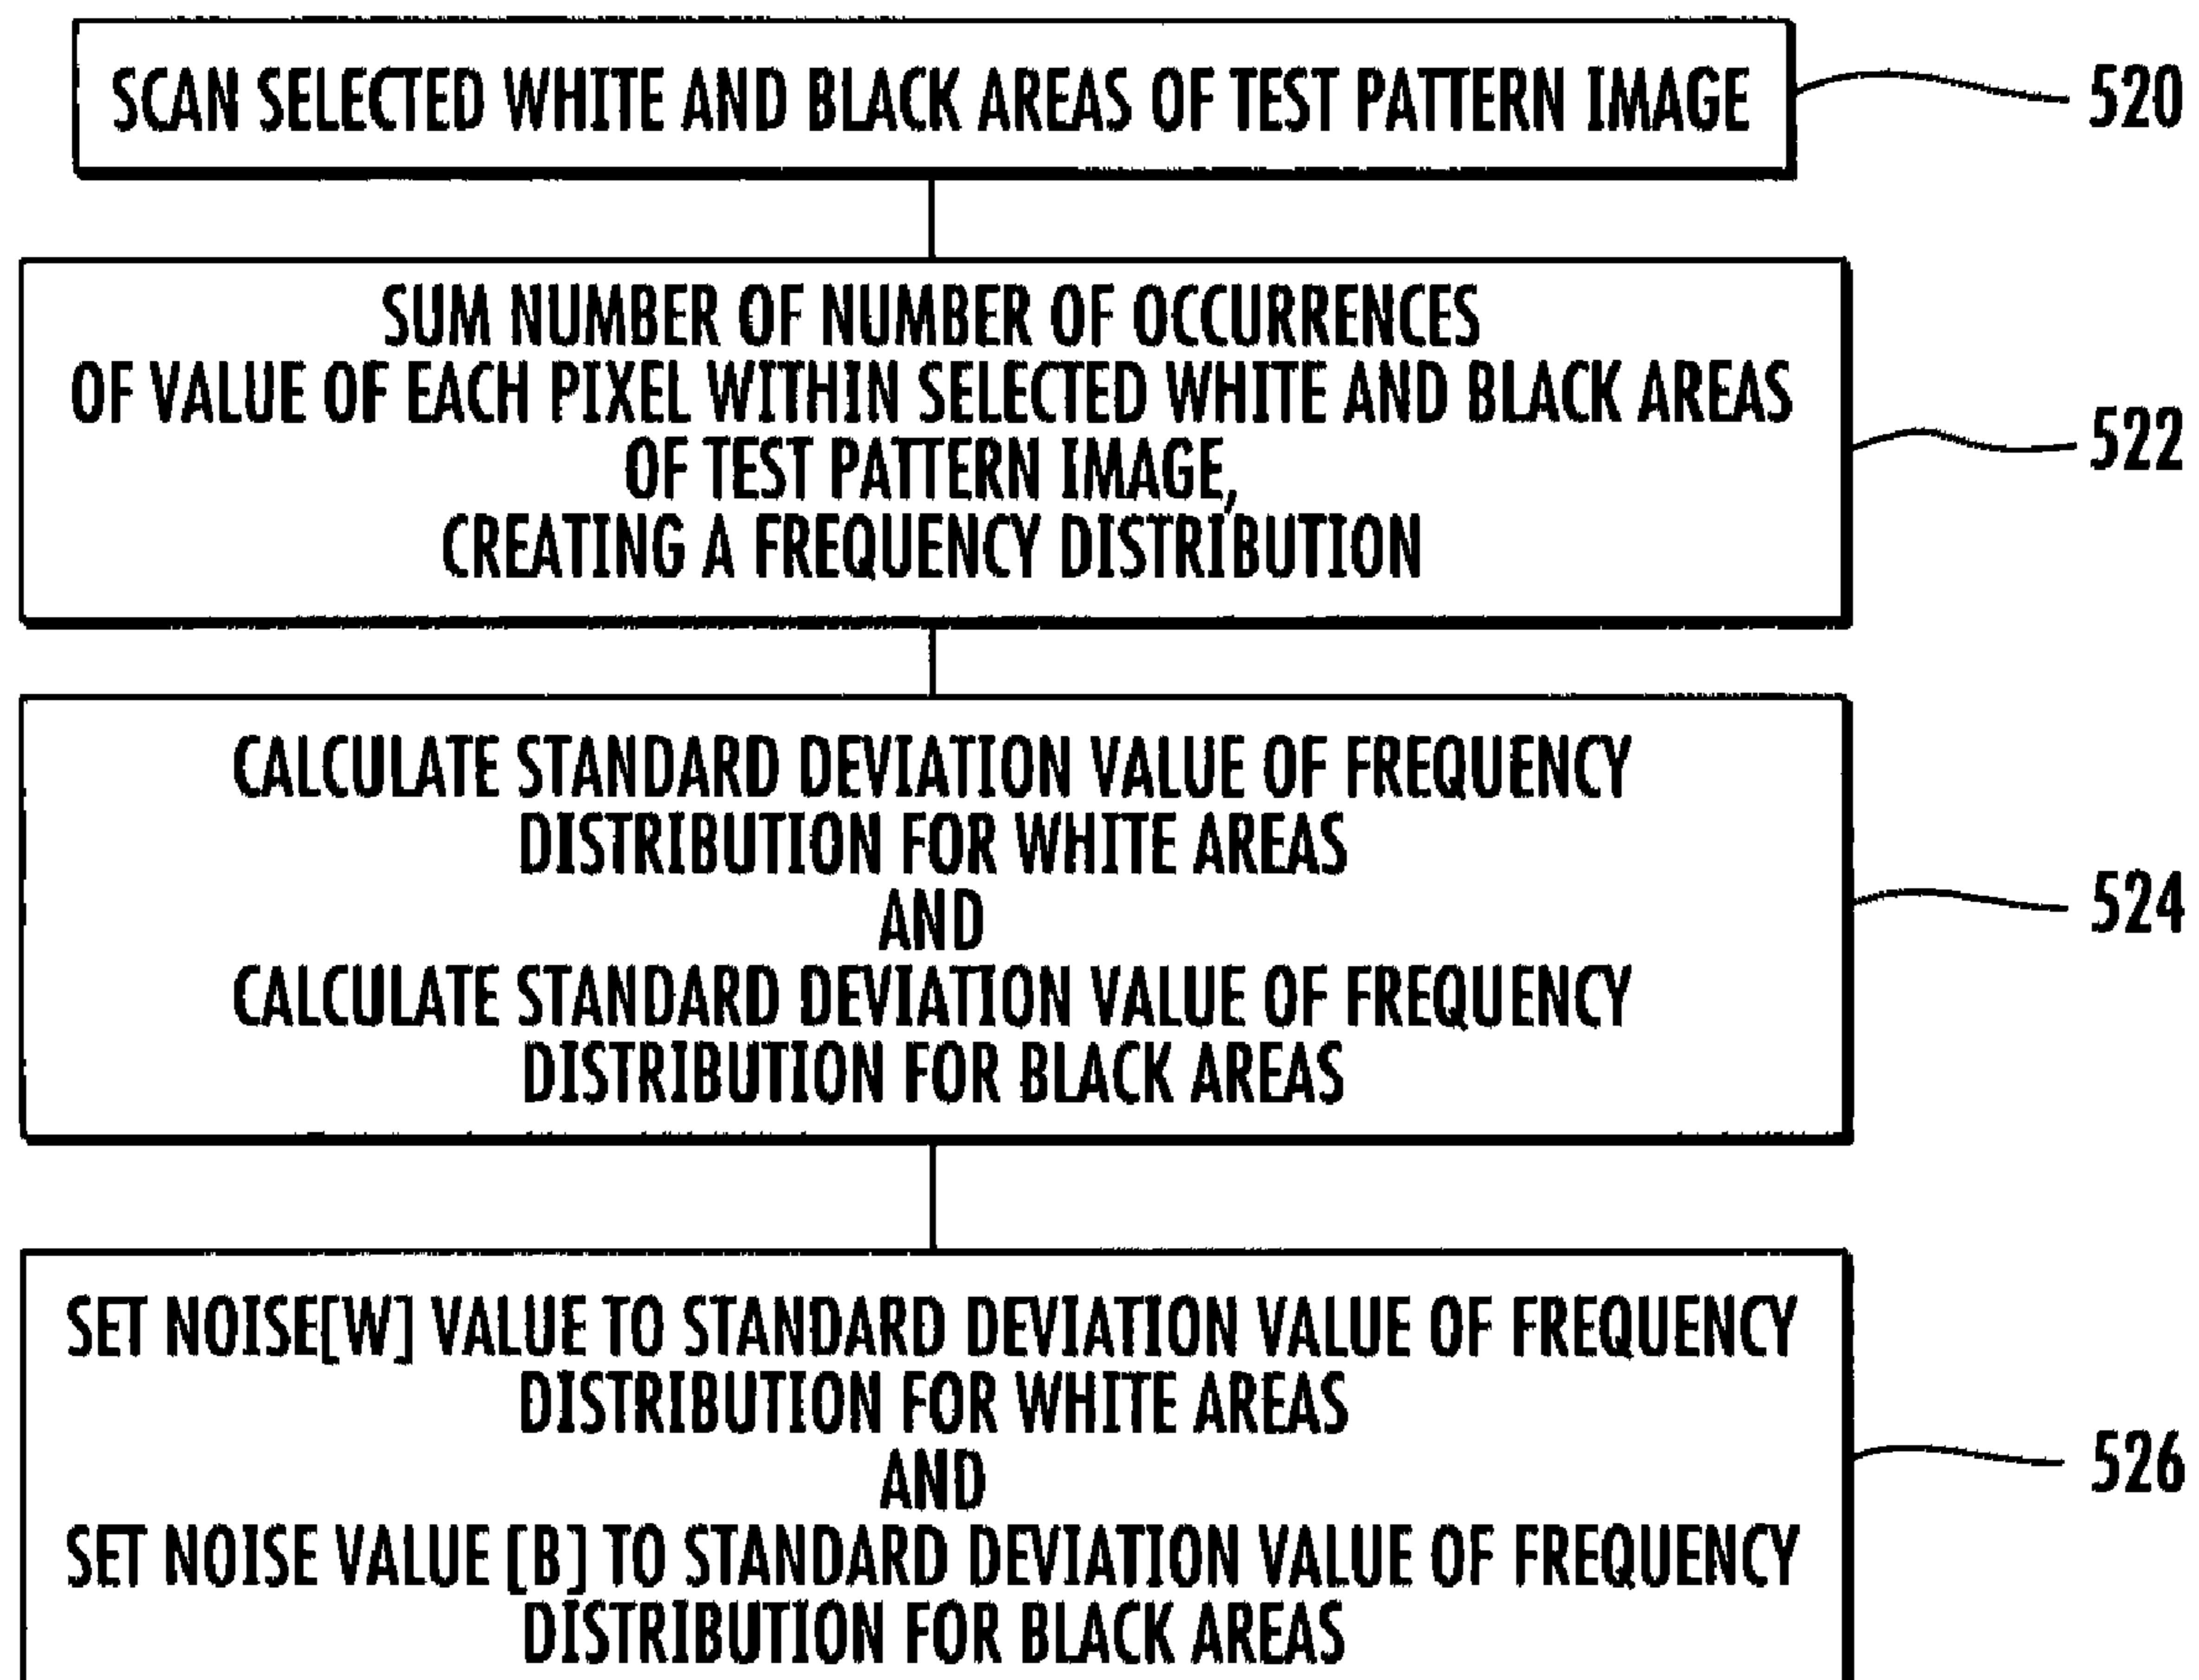 SCAN SELECTED WHITE AND BLACK AREAS OF TEST PATTERN IMAGE
520
SUM NUMBER OF NUMBER OF OCCURRENCES
OF VALUE OF EACH PIXEL WITHIN SELECTED WHITE AND BLACK AREAS
OF TEST PATTERN IMAGE,
CREATING A FREQUENCY DISTRIBUTION
522
CALCULATE STANDARD DEVIATION VALUE OF FREQUENCY
DISTRIBUTION FOR WHITE AREAS
AND
CALCULATE STANDARD DEVIATION VALUE OF FREQUENCY
DISTRIBUTION FOR BLACK AREAS
524
SET NOISE[W] VALUE TO STANDARD DEVIATION VALUE OF FREQUENCY
DISTRIBUTION FOR WHITE AREAS
AND
SET NOISE VALUE [B] TO STANDARD DEVIATION VALUE OF FREQUENCY
DISTRIBUTION FOR BLACK AREAS
526